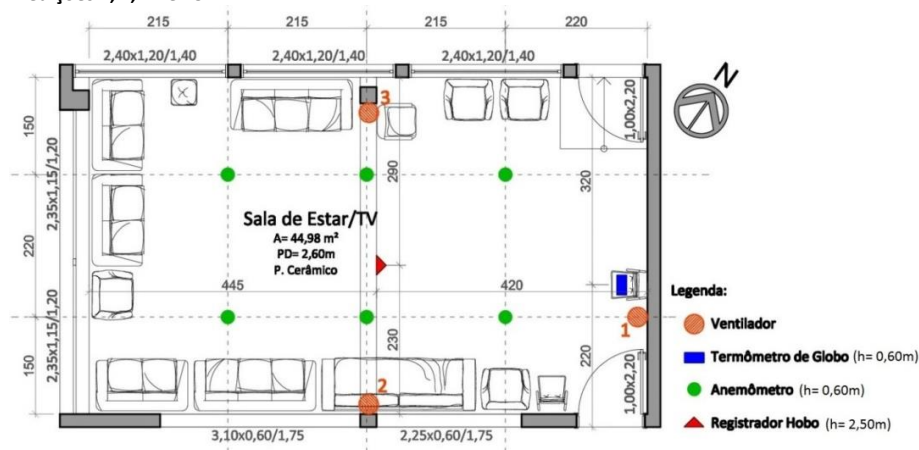 215
215
215
220
2,40x1,20/1,40
2,40x1,20/1,40
2,40x1,20/1,40
N
3
1,00x2,20
150
2,35x1,15/1,20
290
320
Sala de Estar/TV
A= 44,98 m²
PD= 2,60m
P. Cerâmico
220
445
420
Legenda:
1
Ventilador
2,35x1,15/1,20
150
230
220
1,00x2,20
Termômetro de Globo (h= 0,60m)
2
Anemômetro (h= 0,60m)
Registrador Hobo (h= 2,50m)
3,10x0,60/1,75
2,25x0,60/1,75